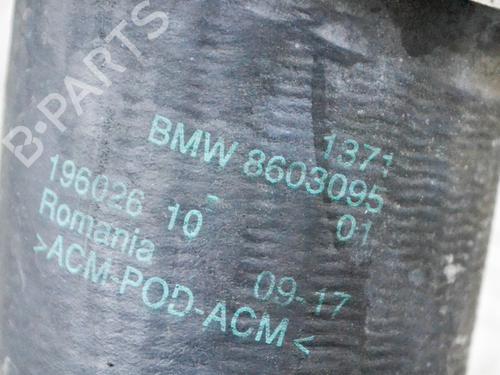 B-PARTS
1371
BMW 8603095
196026 10 - 01
Romania
09-17
>ACM-POD-ACM<